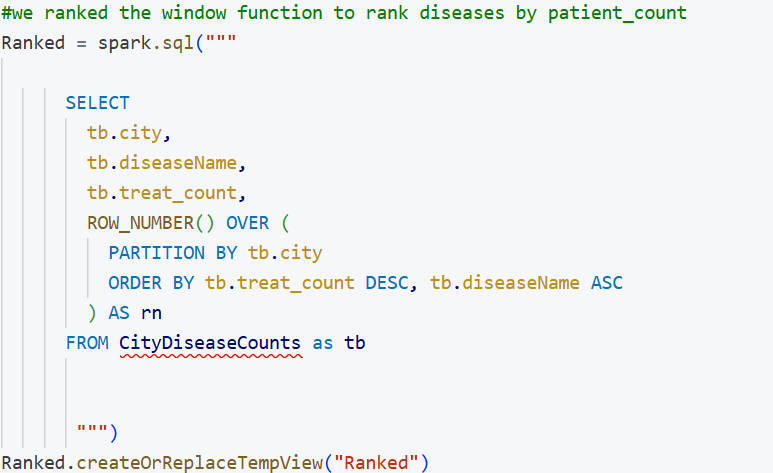 #we ranked the window function to rank diseases by patient_count
Ranked = spark.sql("""
SELECT
tb.city,
tb.diseaseName,
tb.treat_count,
ROW_NUMBER() OVER (
PARTITION BY tb.city
ORDER BY tb.treat_count DESC, tb.diseaseName ASC
) AS rn
FROM CityDiseaseCounts as tb
""")
Ranked.createOrReplaceTempView("Ranked")